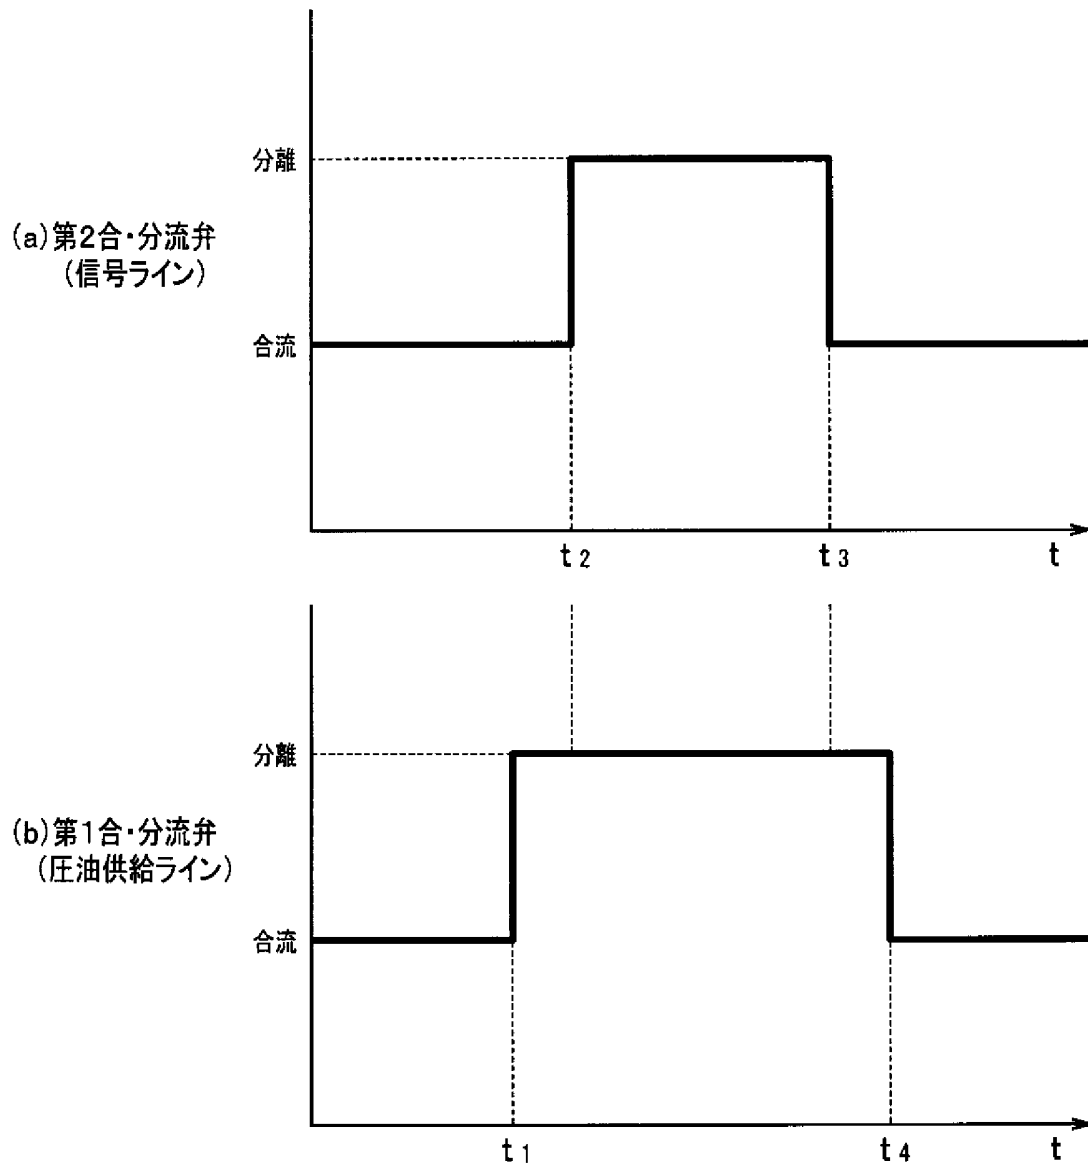 分離
(a)第2合・分流弁
(信号ライン)
合流
t2
t3
t
分離
(b)第1合・分流弁
(圧油供給ライン)
合流
t1
t4
t